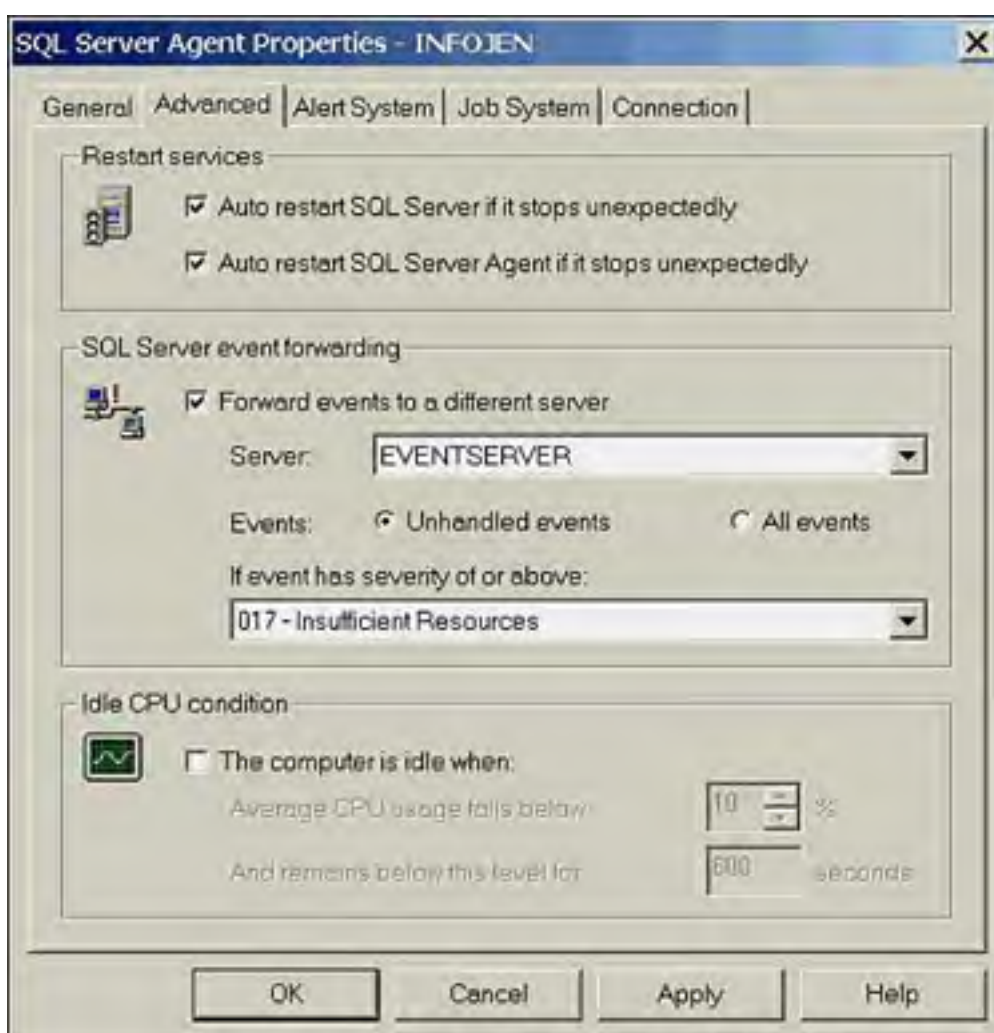 SQL Server Agent Properties - INFOJEN
General Advanced Alert System Job System Connection
Restart services
Auto restart SQL Server if it stops unexpectedly
Auto restart SQL Server Agent if it stops unexpectedly
SQL Server event forwarding
Forward events to a different server
Server: EVENTSERVER
Events: Unhandled events All events
If event has severity of or above:
017 - Insufficient Resources
Idle CPU condition
The computer is idle when:
Average CPU usage falls below 10 %
And remains below this level for 600 seconds
OK Cancel Apply Help